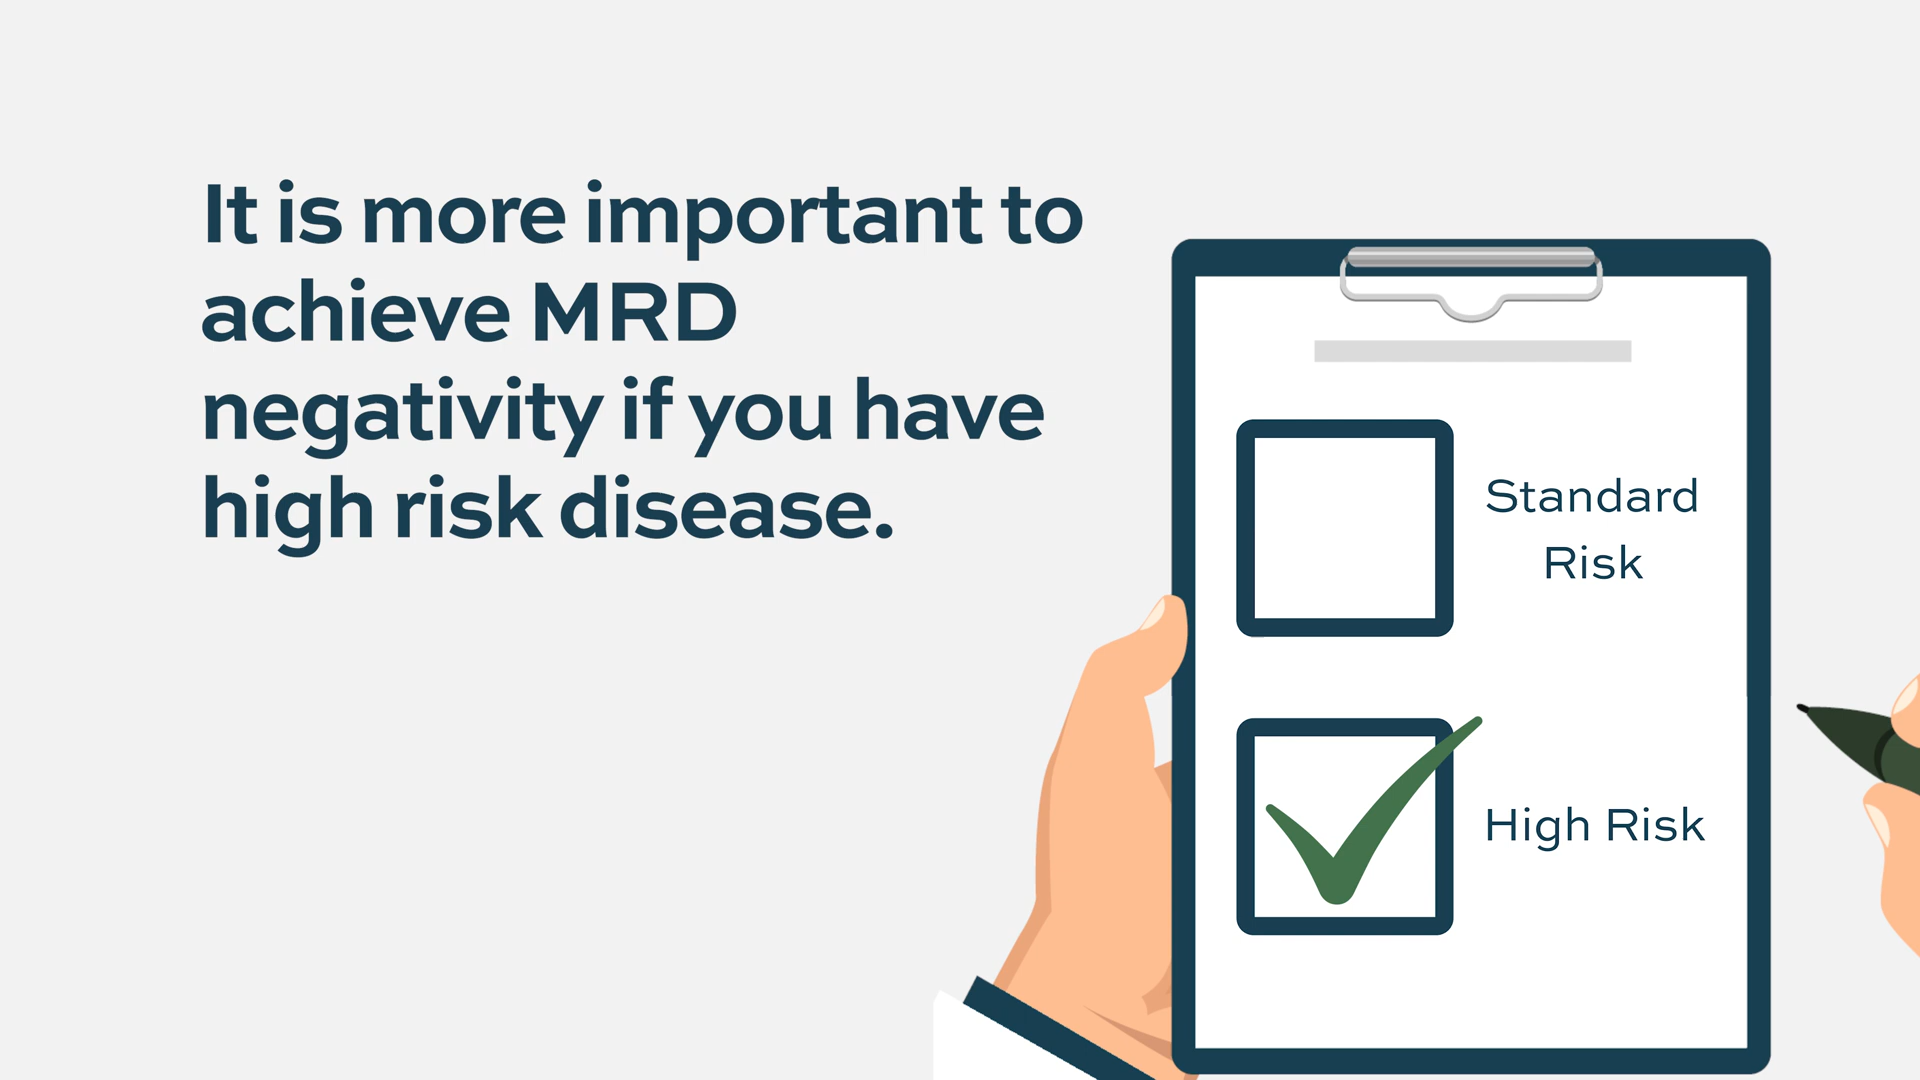 It is more important to
achieve MRD
negativity if you have
high risk disease.
Standard
Risk
High Risk